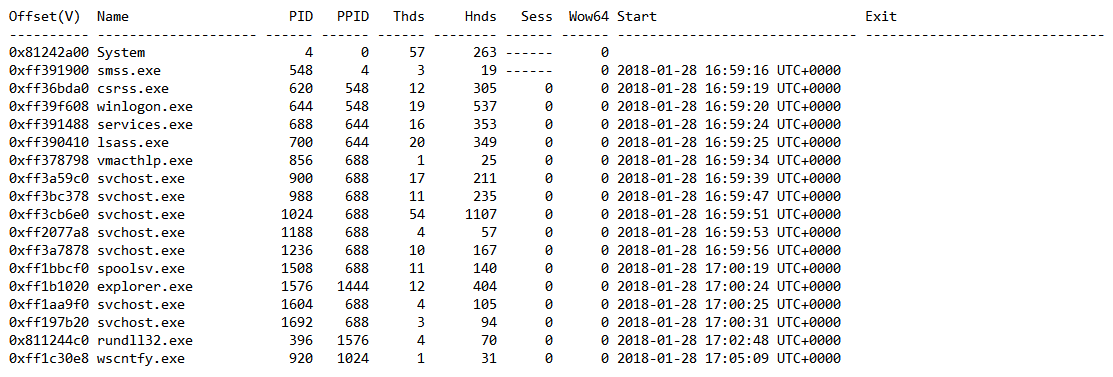 Offset(V)  Name                    PID   PPID   Thds     Hnds   Sess  Wow64 Start                          Exit
---------- -------------------- ------ ------ ------ -------- ------ ------ ------------------------------ ------------------------------
0x81242a00 System                    4      0     57      263 ------      0
0xff391900 smss.exe                548      4      3       19 ------      0 2018-01-28 16:59:16 UTC+0000
0xff36bda0 csrss.exe               620    548     12      305      0      0 2018-01-28 16:59:19 UTC+0000
0xff39f608 winlogon.exe            644    548     19      537      0      0 2018-01-28 16:59:20 UTC+0000
0xff391488 services.exe            688    644     16      353      0      0 2018-01-28 16:59:24 UTC+0000
0xff390410 lsass.exe               700    644     20      349      0      0 2018-01-28 16:59:25 UTC+0000
0xff378798 vmacthlp.exe            856    688      1       25      0      0 2018-01-28 16:59:34 UTC+0000
0xff3a59c0 svchost.exe             900    688     17      211      0      0 2018-01-28 16:59:39 UTC+0000
0xff3bc378 svchost.exe             988    688     11      235      0      0 2018-01-28 16:59:47 UTC+0000
0xff3cb6e0 svchost.exe            1024    688     54     1107      0      0 2018-01-28 16:59:51 UTC+0000
0xff2077a8 svchost.exe            1188    688      4       57      0      0 2018-01-28 16:59:53 UTC+0000
0xff3a7878 svchost.exe            1236    688     10      167      0      0 2018-01-28 16:59:56 UTC+0000
0xff1bbcf0 spoolsv.exe            1508    688     11      140      0      0 2018-01-28 17:00:19 UTC+0000
0xff1b1020 explorer.exe           1576   1444     12      404      0      0 2018-01-28 17:00:24 UTC+0000
0xff1aa9f0 svchost.exe            1604    688      4      105      0      0 2018-01-28 17:00:25 UTC+0000
0xff197b20 svchost.exe            1692    688      3       94      0      0 2018-01-28 17:00:31 UTC+0000
0x811244c0 rundll32.exe            396   1576      4       70      0      0 2018-01-28 17:02:48 UTC+0000
0xff1c30e8 wscntfy.exe             920   1024      1       31      0      0 2018-01-28 17:05:09 UTC+0000